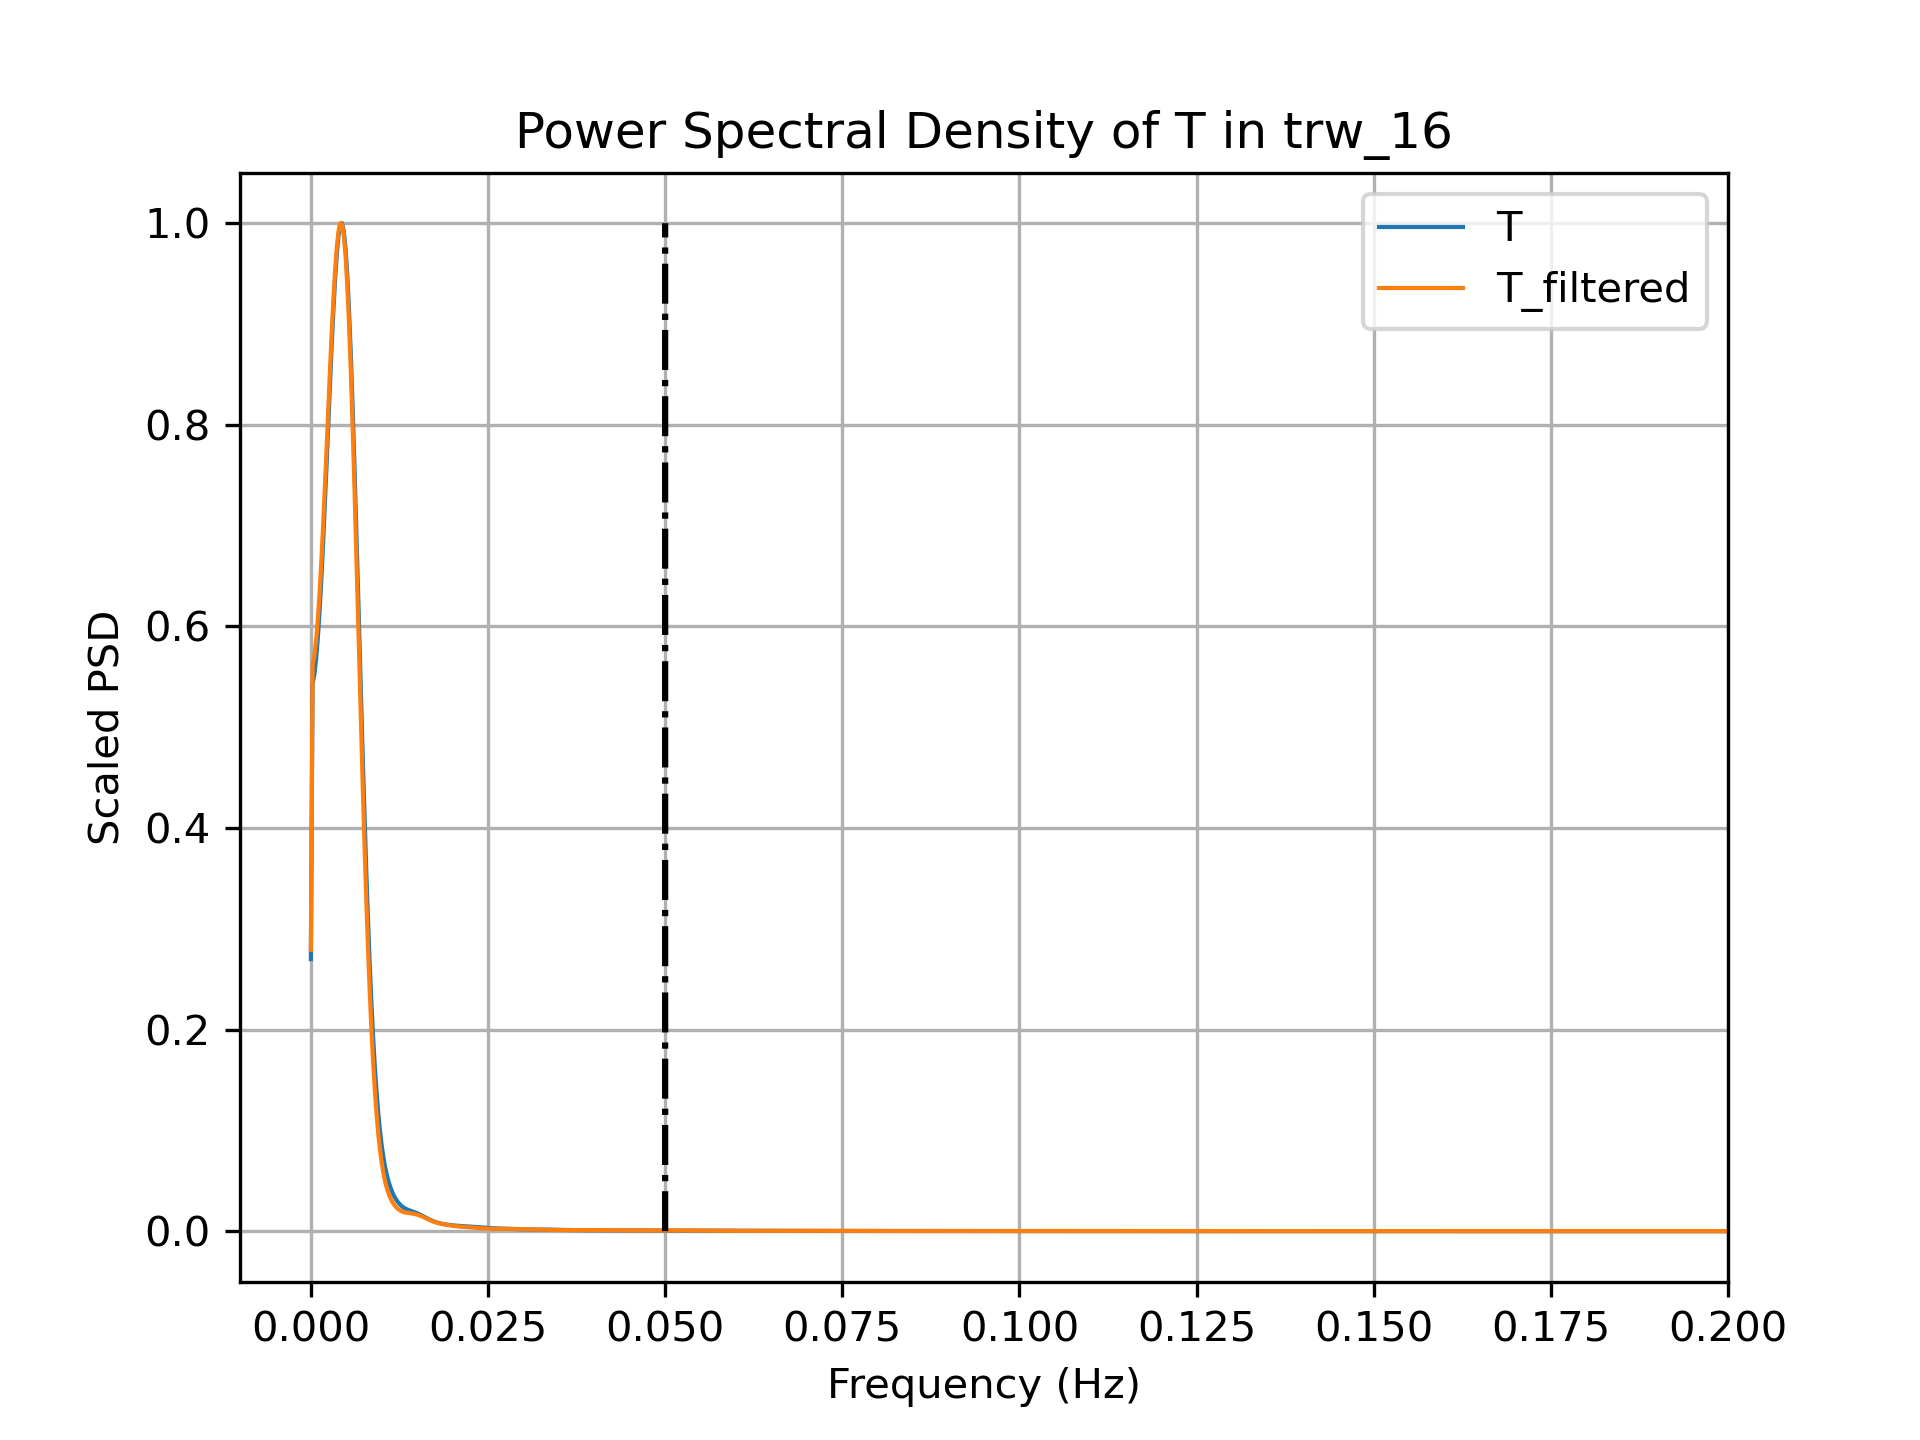 Power Spectral Density of T in trw_16
T
T_filtered
Scaled PSD
1.0
0.8
0.6
0.4
0.2
0.0
0.000 0.025 0.050 0.075 0.100 0.125 0.150 0.175 0.200
Frequency (Hz)